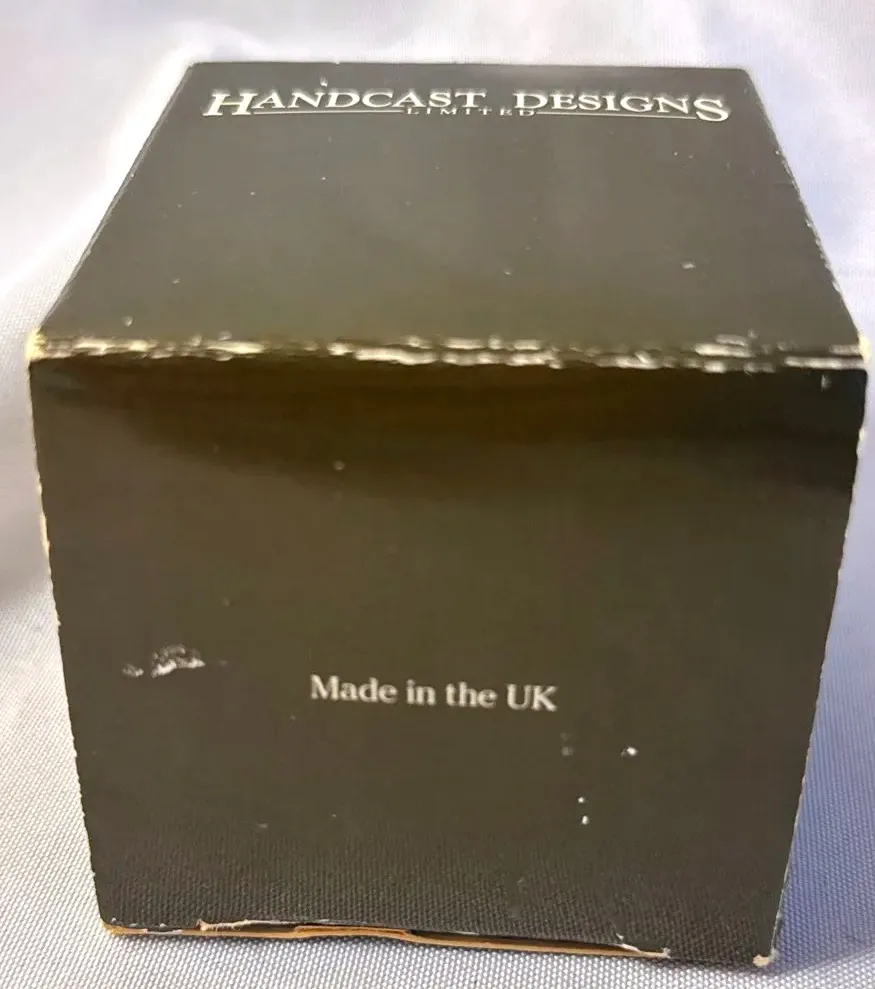 HANDCAST DESIGNS
LIMITED
Made in the UK